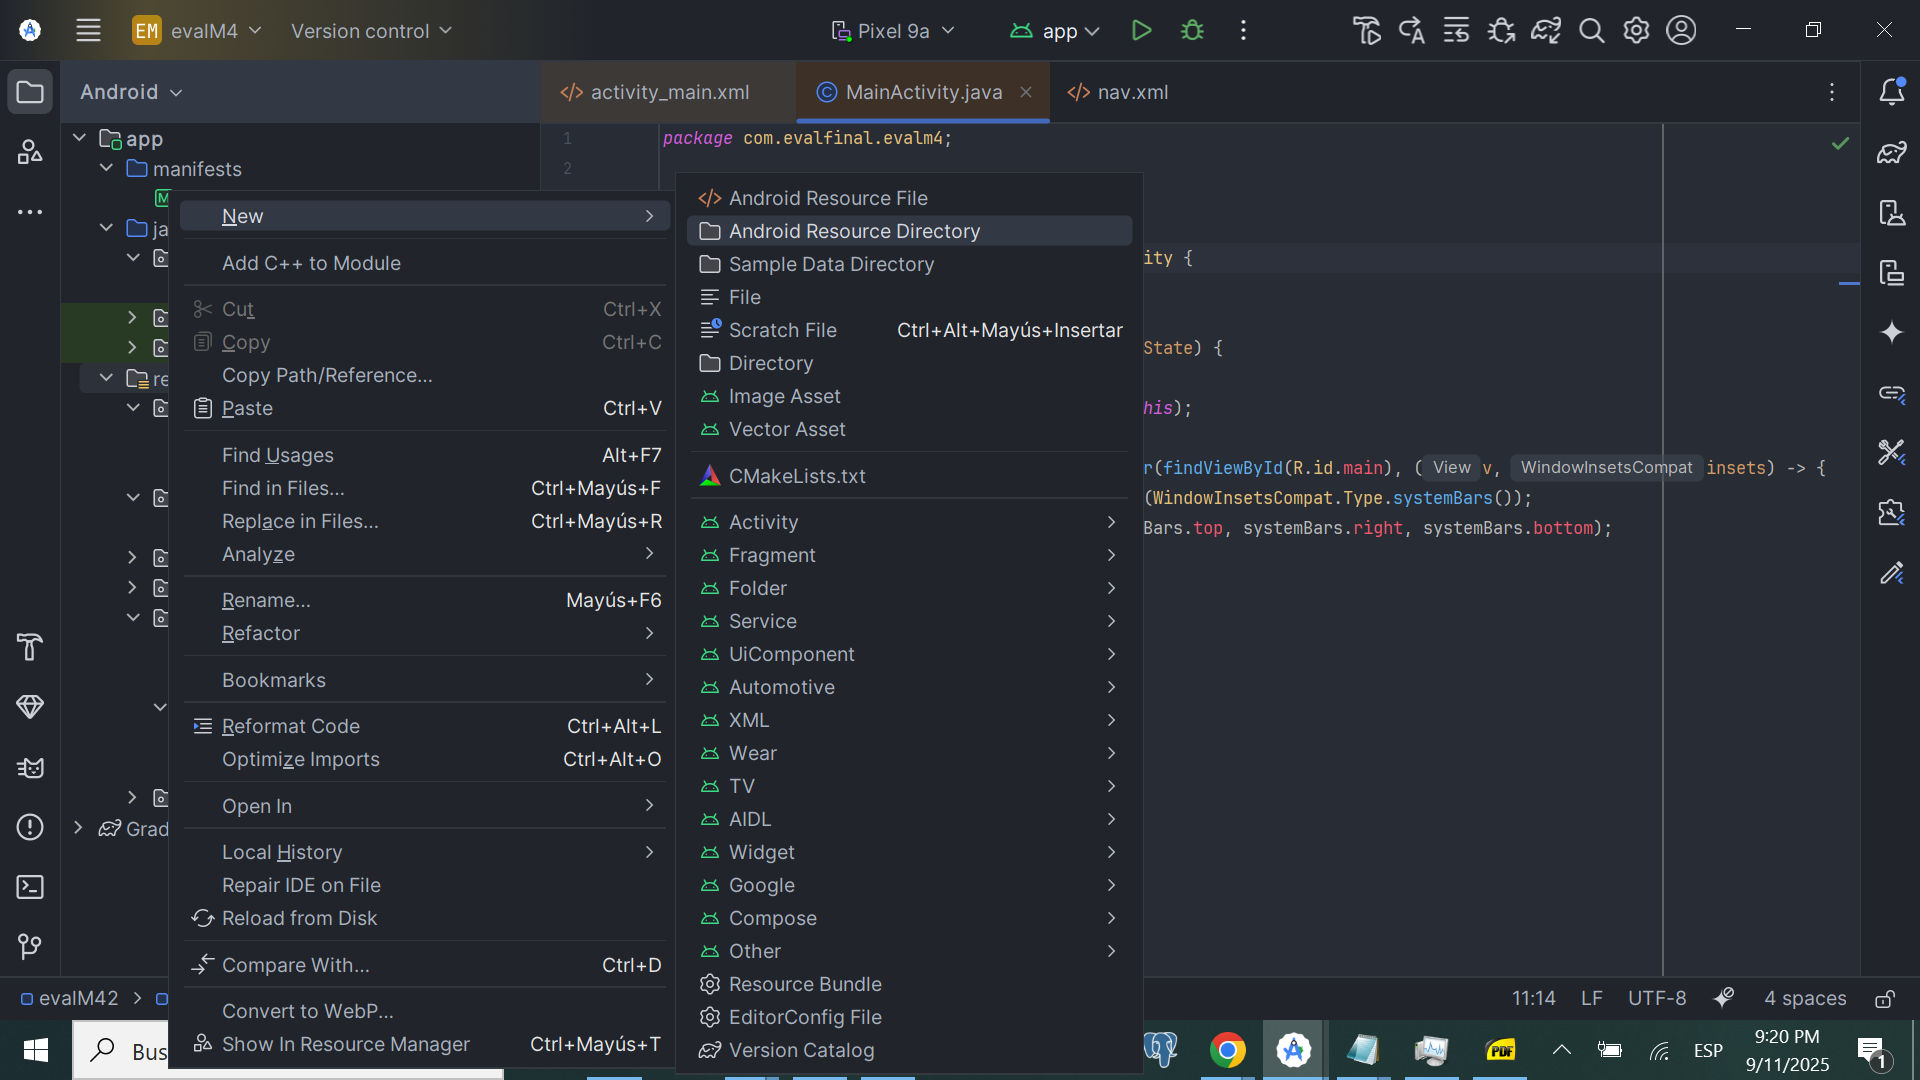 EM evalM4 Version control Pixel 9a app
Android
activity_main.xml MainActivity.java nav.xml
app
manifests
M
ja
re
Grad
1 package com.evalfinal.evalm4;
2
ity {
State) {
his);
r(findViewById(R.id.main), ( View v, WindowInsetsCompat insets) -> {
(WindowInsetsCompat.Type.systemBars());
Bars.top, systemBars.right, systemBars.bottom);
New
Add C++ to Module
Cut Ctrl+X
Copy Ctrl+C
Copy Path/Reference...
Paste Ctrl+V
Find Usages Alt+F7
Find in Files... Ctrl+Mayús+F
Replace in Files... Ctrl+Mayús+R
Analyze
Rename... Mayús+F6
Refactor
Bookmarks
Reformat Code Ctrl+Alt+L
Optimize Imports Ctrl+Alt+O
Open In
Local History
Repair IDE on File
Reload from Disk
Compare With... Ctrl+D
Convert to WebP...
Show In Resource Manager Ctrl+Mayús+T
Android Resource File
Android Resource Directory
Sample Data Directory
File
Scratch File Ctrl+Alt+Mayús+Insertar
Directory
Image Asset
Vector Asset
CMakeLists.txt
Activity
Fragment
Folder
Service
UiComponent
Automotive
XML
Wear
TV
AIDL
Widget
Google
Compose
Other
Resource Bundle
EditorConfig File
Version Catalog
evalM42
11:14 LF UTF-8 4 spaces
Bus
PDF
ESP
9:20 PM
9/11/2025
1